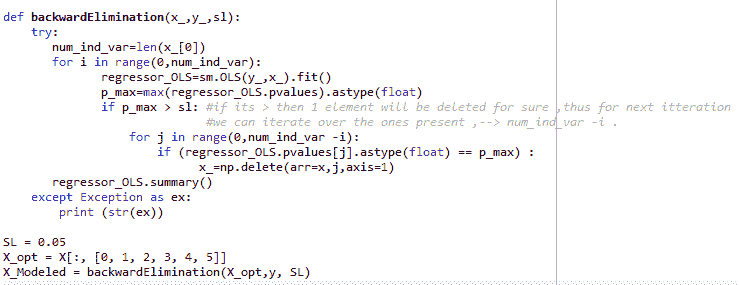 def backwardElimination(x_,y_,sl):
    try:
       num_ind_var=len(x_[0])
       for i in range(0,num_ind_var):
              regressor_OLS=sm.OLS(y_,x_).fit()
              p_max=max(regressor_OLS.pvalues).astype(float)
              if p_max > sl: #if its > then 1 element will be deleted for sure ,thus for next itteration
                             #we can iterate over the ones present ,--> num_ind_var -i .
                  for j in range(0,num_ind_var -i):
                      if (regressor_OLS.pvalues[j].astype(float) == p_max) :
                            x_=np.delete(arr=x,j,axis=1)
       regressor_OLS.summary()
    except Exception as ex:
        print (str(ex))

SL = 0.05
X_opt = X[:, [0, 1, 2, 3, 4, 5]]
X_Modeled = backwardElimination(X_opt,y, SL)